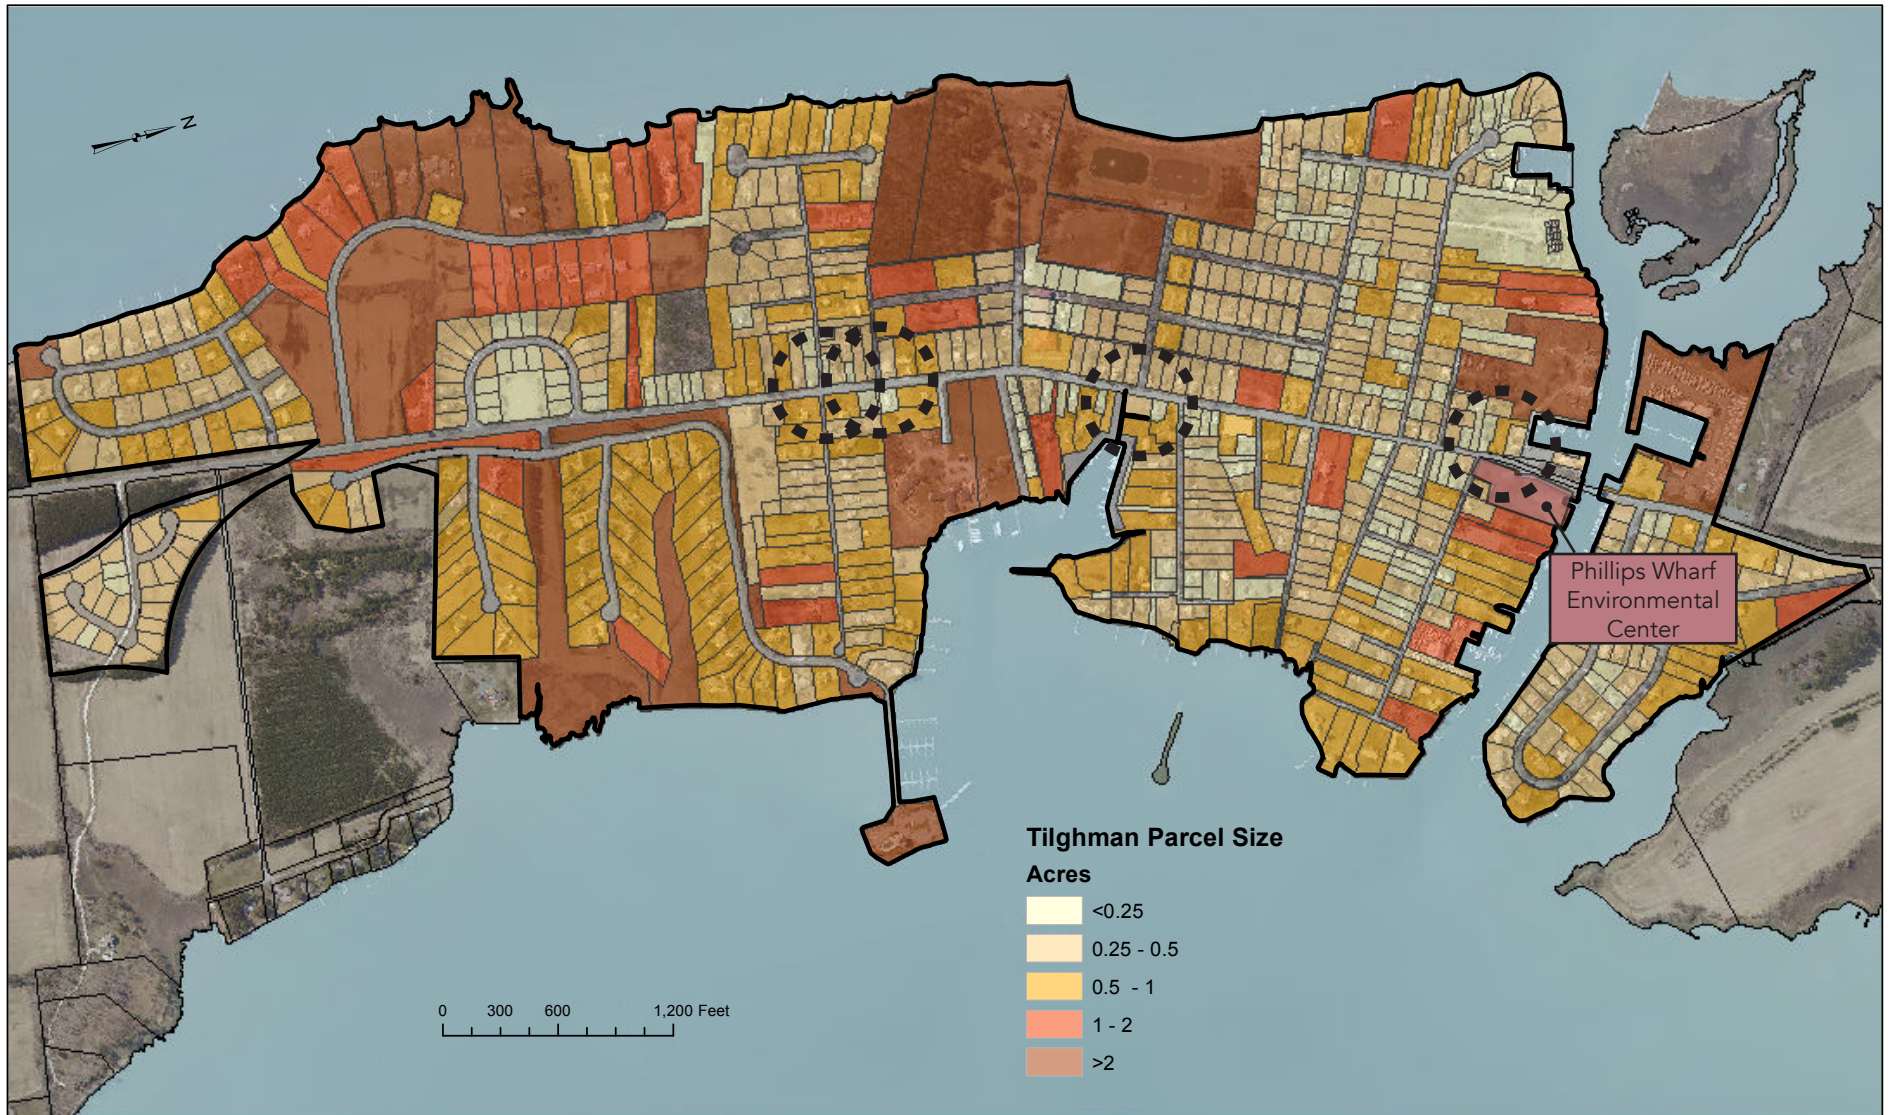 N
Phillips Wharf
Environmental
Center
Tilghman Parcel Size
Acres
<0.25
0.25 - 0.5
0.5 - 1
1 - 2
>2
0 300 600 1,200 Feet